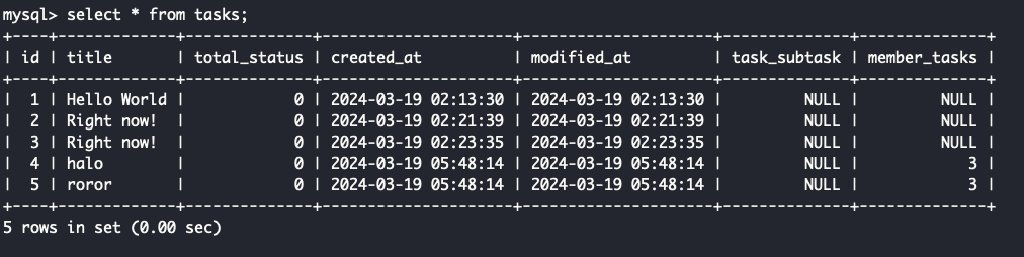 mysql> select * from tasks;
+----+-------------+--------------+---------------------+---------------------+--------------+--------------+
| id | title       | total_status | created_at          | modified_at         | task_subtask | member_tasks |
+----+-------------+--------------+---------------------+---------------------+--------------+--------------+
|  1 | Hello World |            0 | 2024-03-19 02:13:30 | 2024-03-19 02:13:30 |         NULL |         NULL |
|  2 | Right now!  |            0 | 2024-03-19 02:21:39 | 2024-03-19 02:21:39 |         NULL |         NULL |
|  3 | Right now!  |            0 | 2024-03-19 02:23:35 | 2024-03-19 02:23:35 |         NULL |         NULL |
|  4 | halo        |            0 | 2024-03-19 05:48:14 | 2024-03-19 05:48:14 |         NULL |            3 |
|  5 | roror       |            0 | 2024-03-19 05:48:14 | 2024-03-19 05:48:14 |         NULL |            3 |
+----+-------------+--------------+---------------------+---------------------+--------------+--------------+
5 rows in set (0.00 sec)